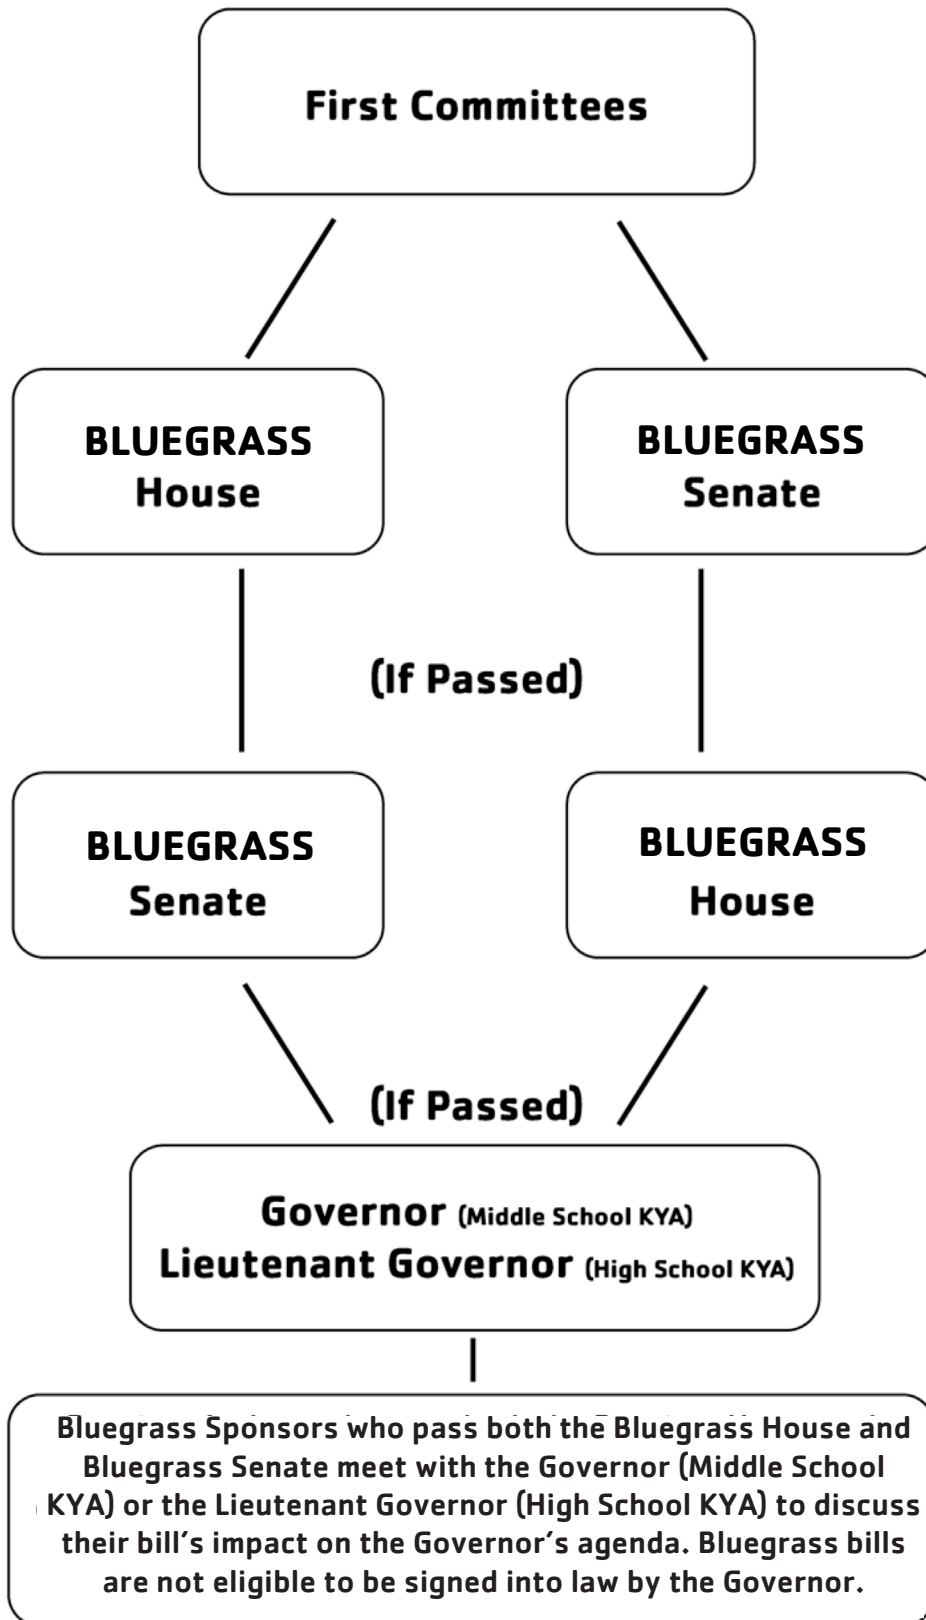 First Committees
BLUEGRASS
House
BLUEGRASS
Senate
(If Passed)
BLUEGRASS
Senate
BLUEGRASS
House
(If Passed)
Governor (Middle School KYA)
Lieutenant Governor (High School KYA)
Bluegrass Sponsors who pass both the Bluegrass House and
Bluegrass Senate meet with the Governor (Middle School
KYA) or the Lieutenant Governor (High School KYA) to discuss
their bill's impact on the Governor's agenda. Bluegrass bills
are not eligible to be signed into law by the Governor.